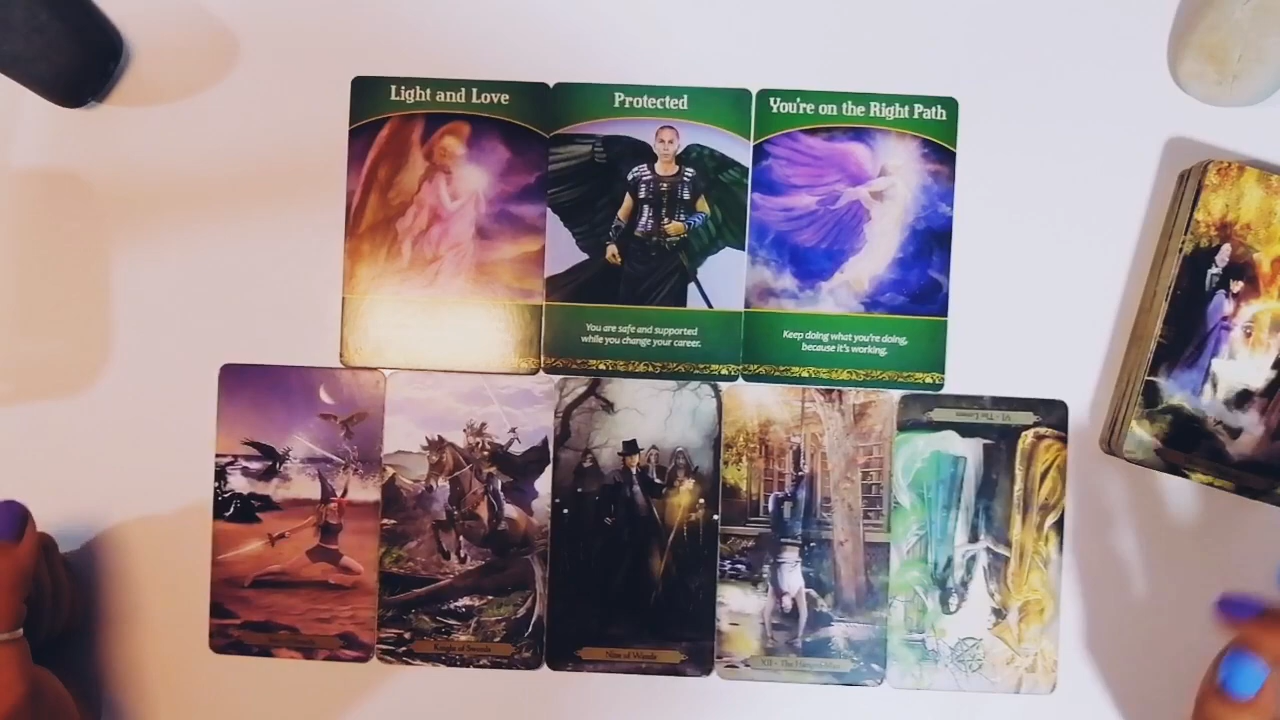 Light and Love
Protected
You're on the Right Path
You are safe and supported
while you change your career.
Keep doing what you're doing,
because it's working.
Knight of Swords
Nine of Wands
XII - The Hanged Man
VI - The Lovers